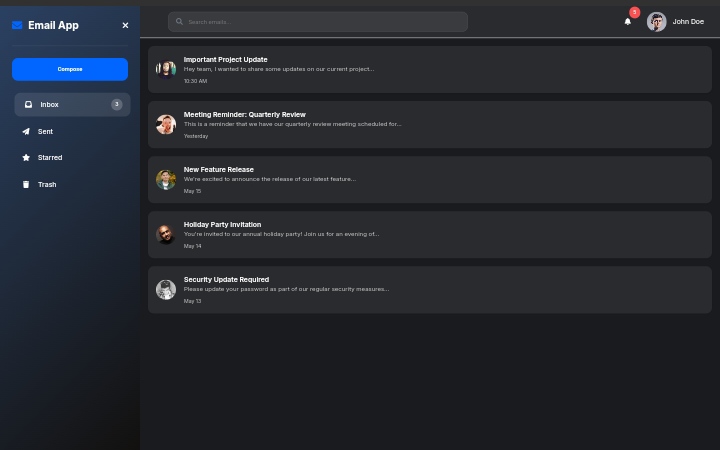 Email App
Compose
Inbox
3
Sent
Starred
Trash
Search emails...
John Doe
Important Project Update
Hey team, I wanted to share some updates on our current project...
10:30 AM
Meeting Reminder: Quarterly Review
This is a reminder that we have our quarterly review meeting scheduled for...
Yesterday
New Feature Release
We're excited to announce the release of our latest feature...
May 15
Holiday Party Invitation
You're invited to our annual holiday party! Join us for an evening of...
May 14
Security Update Required
Please update your password as part of our regular security measures...
May 13